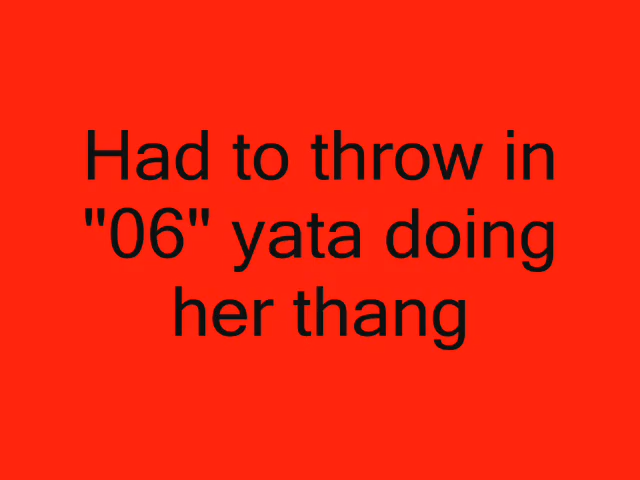 Had to throw in
"06" yata doing
her thang